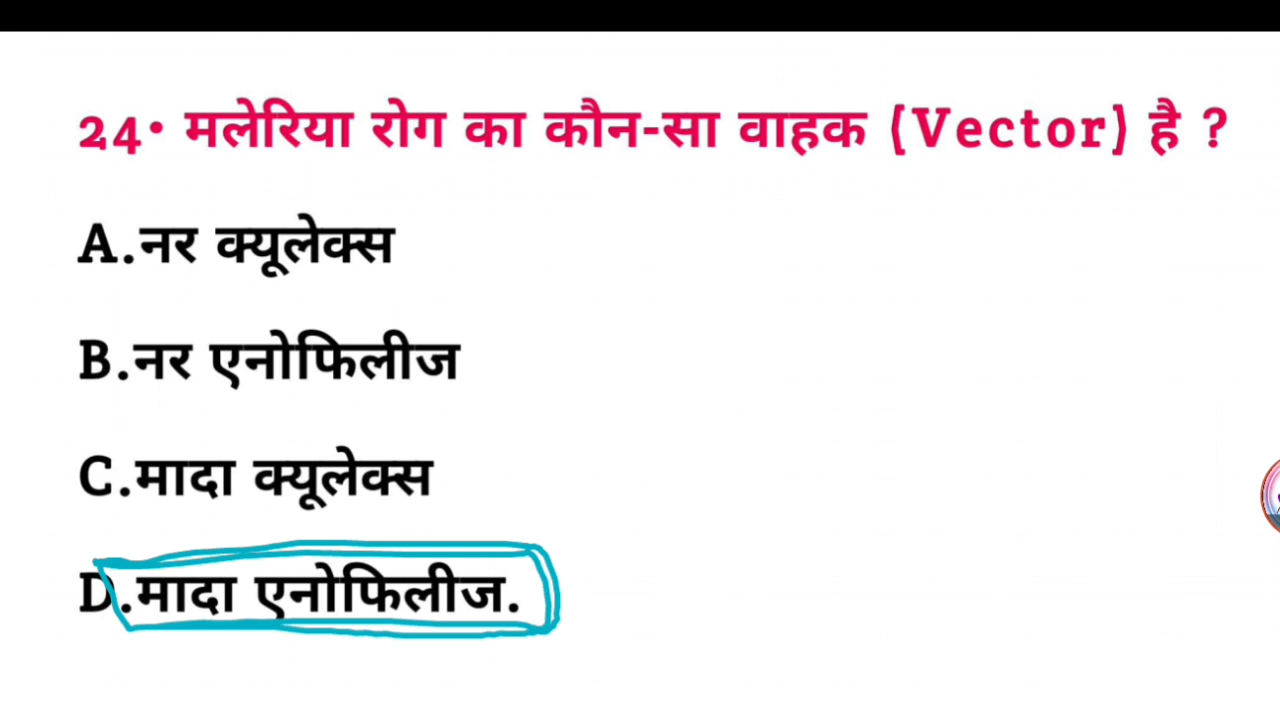 24• मलेरिया रोग का कौन-सा वाहक (Vector) है ?
A.नर क्यूलेक्स
B.नर एनोफिलीज
C.मादा क्यूलेक्स
D.मादा एनोफिलीज.